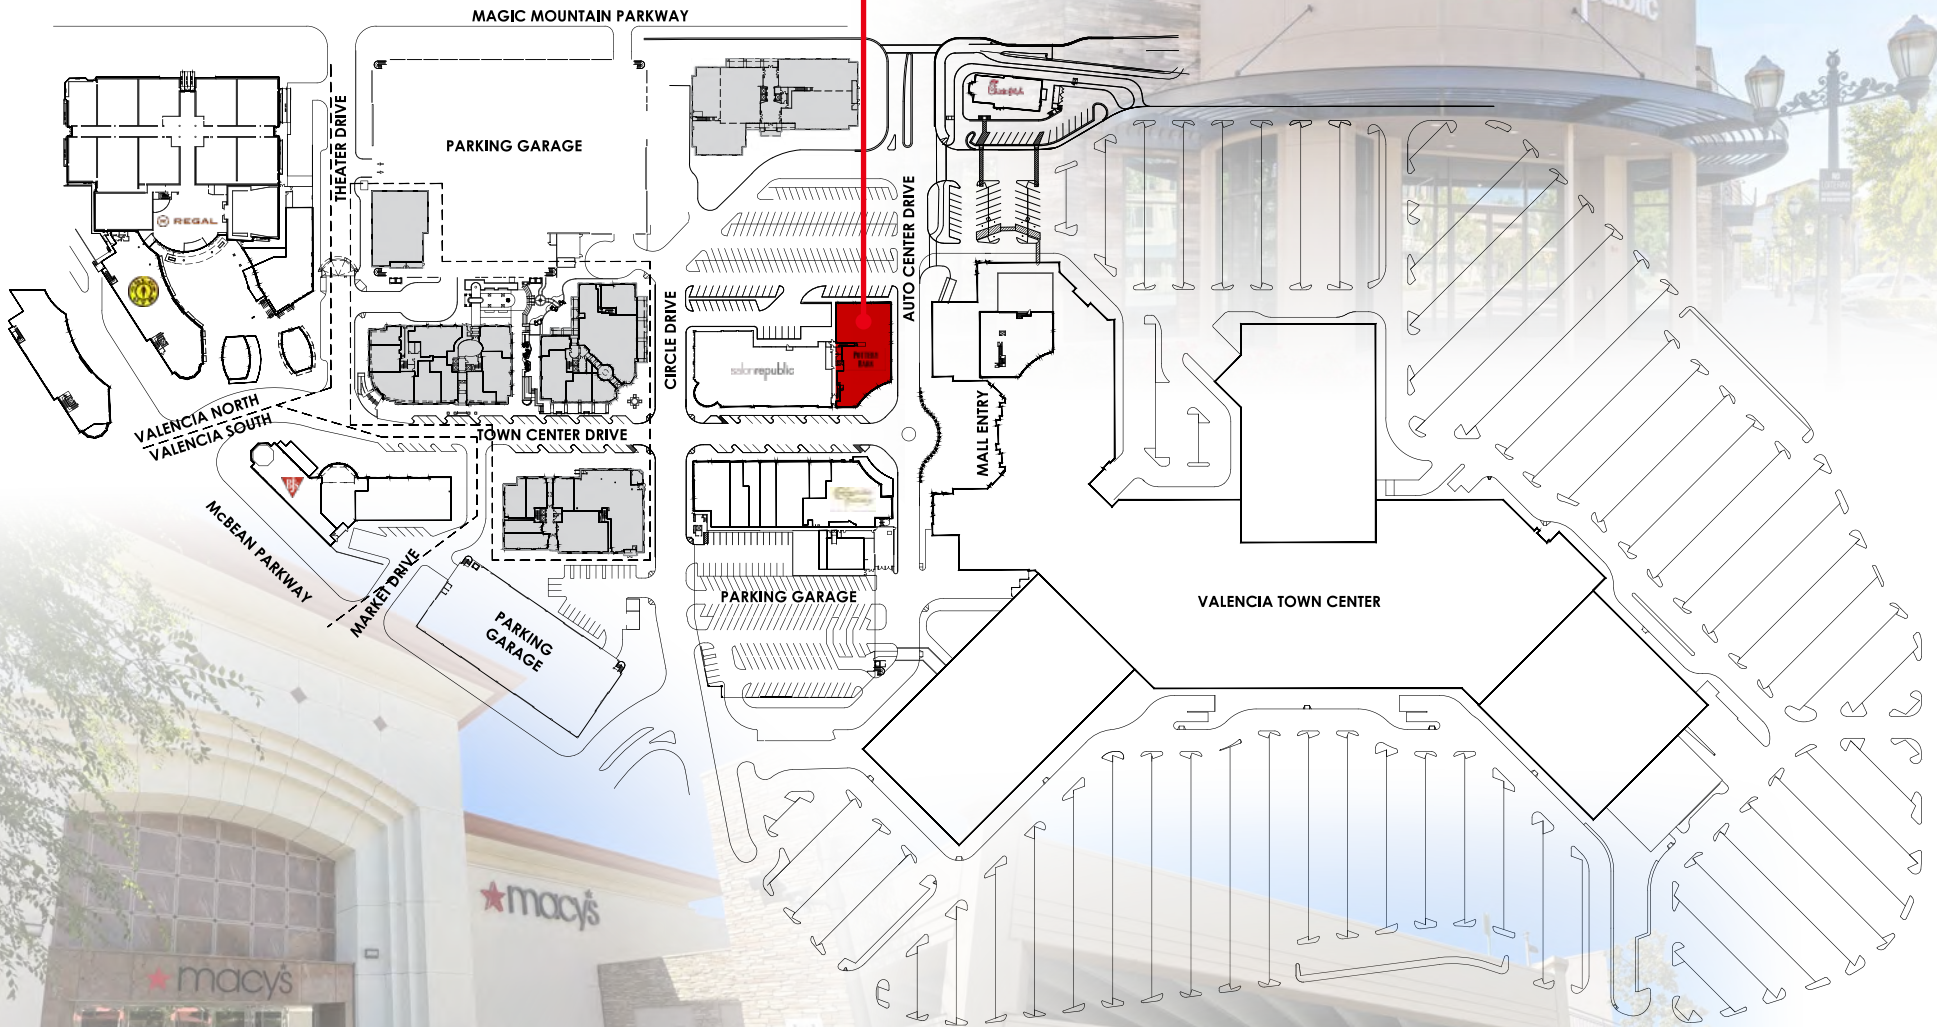 MAGIC MOUNTAIN PARKWAY
public
THEATER DRIVE
PARKING GARAGE
REGAL
AUTO CENTER DRIVE
CIRCLE DRIVE
salonrepublic
VALENCIA NORTH
VALENCIA SOUTH
TOWN CENTER DRIVE
MALL ENTRY
McBEAN PARKWAY
MARKET DRIVE
PARKING
GARAGE
PARKING GARAGE
VALENCIA TOWN CENTER
macy's
macy's